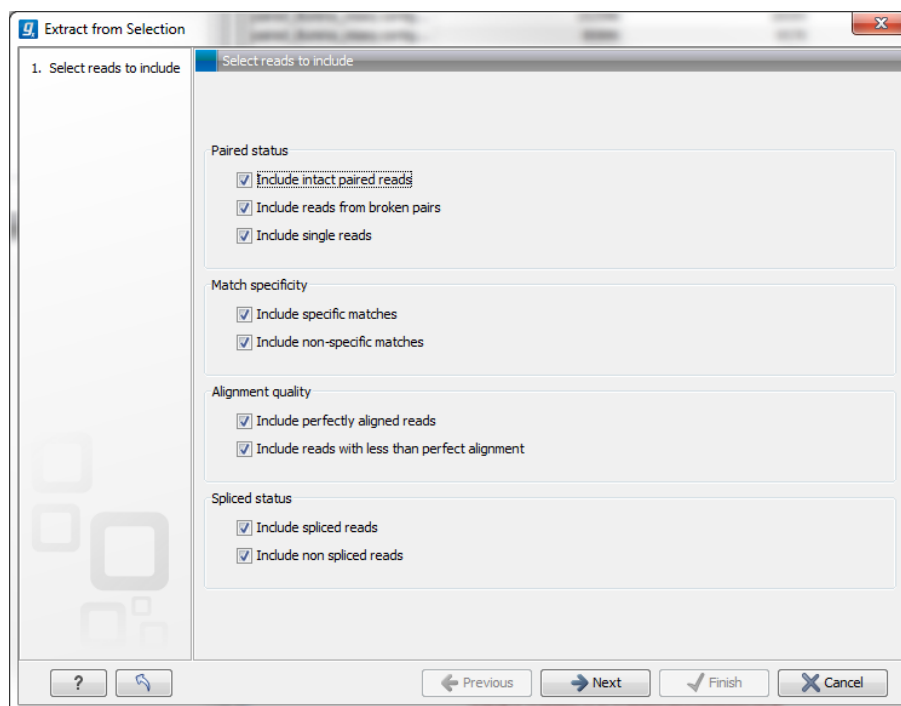 Extract from Selection
1. Select reads to include
Select reads to include
Paired status
Include intact paired reads
Include reads from broken pairs
Include single reads
Match specificity
Include specific matches
Include non-specific matches
Alignment quality
Include perfectly aligned reads
Include reads with less than perfect alignment
Spliced status
Include spliced reads
Include non spliced reads
?
Previous
Next
Finish
Cancel